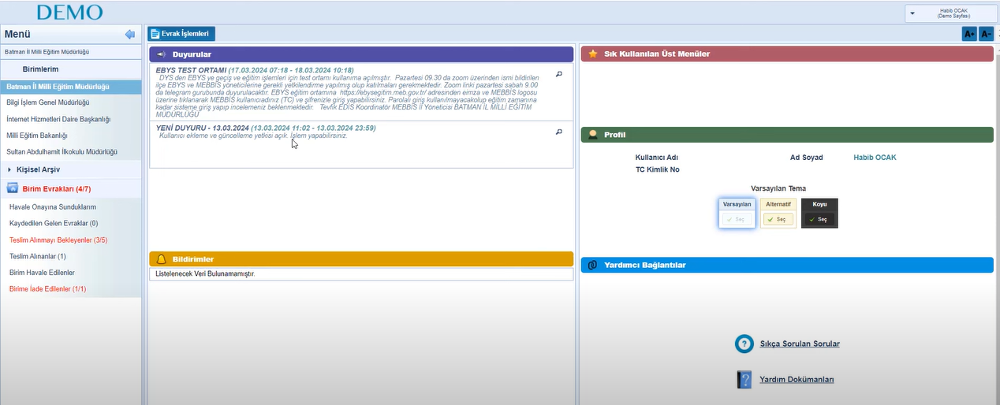 DEMO
Habib OCAK
(Demo Sayfası)
Menü
Evrak İşlemleri
A+
A-
Batman İl Milli Eğitim Müdürlüğü
Birimlerim
Batman İl Milli Eğitim Müdürlüğü
Bilgi İşlem Genel Müdürlüğü
İnternet Hizmetleri Daire Başkanlığı
Milli Eğitim Bakanlığı
Sultan Abdulhamit İlkokulu Müdürlüğü
Kişisel Arşiv
Birim Evrakları (4/7)
Havale Onayına Sunduklarım
Kaydedilen Gelen Evraklar (0)
Teslim Alınmayı Bekleyenler (3/5)
Teslim Alınanlar (1)
Birim Havale Edilenler
Birime İade Edilenler (1/1)
Duyurular
EBYS TEST ORTAMI (17.03.2024 07:18 - 18.03.2024 10:18)
DYS den EBYS ye geçiş ve eğitim işlemleri için test ortamı kullanıma açılmıştır. Pazartesi 09.30 da zoom üzerinden ismi bildirilen
ilçe EBYS ve MEBBİS yöneticilerine gerekli yetkilendirme yapılmış olup katılmaları gerekmektedir. Zoom linki pazartesi sabah 9.00
da telegram gurubunda duyurulacaktır. EBYS eğitim ortamına https://ebysegitim.meb.gov.tr/ adresinden eimza ve MEBBİS logosu
üzerine tıklanarak MEBBİS kullanıcıadınız (TC) ve şifrenizle giriş yapabilirsiniz. Parolalı giriş kullanılmayacakolup eğitim zamanına
kadar sisteme giriş yapıp incelemeniz beklenmektedir. Tevfik EDİS Koordinatör MEBBİS İl Yöneticisi BATMAN İL MİLLİ EĞİTİM
MÜDÜRLÜĞÜ
YENİ DUYURU - 13.03.2024 (13.03.2024 11:02 - 13.03.2024 23:59)
Kullanıcı ekleme ve güncelleme yetkisi açık. İşlem yapabilirsiniz.
Bildirimler
Listelenecek Veri Bulunamamıştır.
Sık Kullanılan Üst Menüler
Profil
Kullanıcı Adı
Ad Soyad
Habib OCAK
TC Kimlik No
Varsayılan Tema
Varsayılan
Alternatif
Koyu
Seç
Seç
Seç
Yardımcı Bağlantılar
Sıkça Sorulan Sorular
Yardım Dokümanları